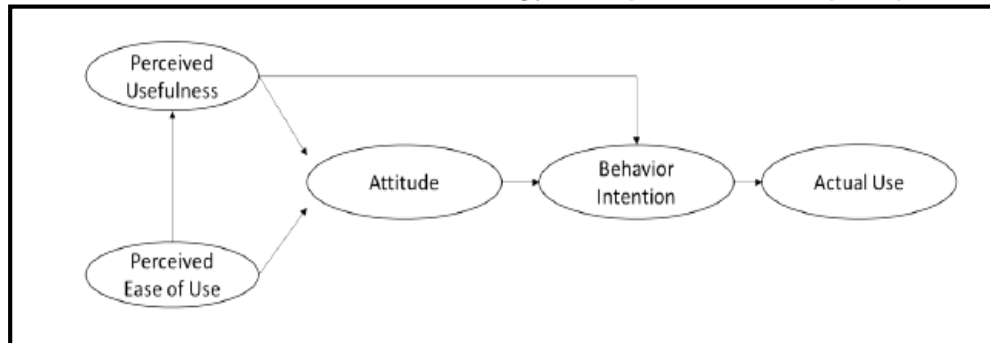 Perceived
Usefulness
Attitude
Behavior
Intention
Actual Use
Perceived
Ease of Use